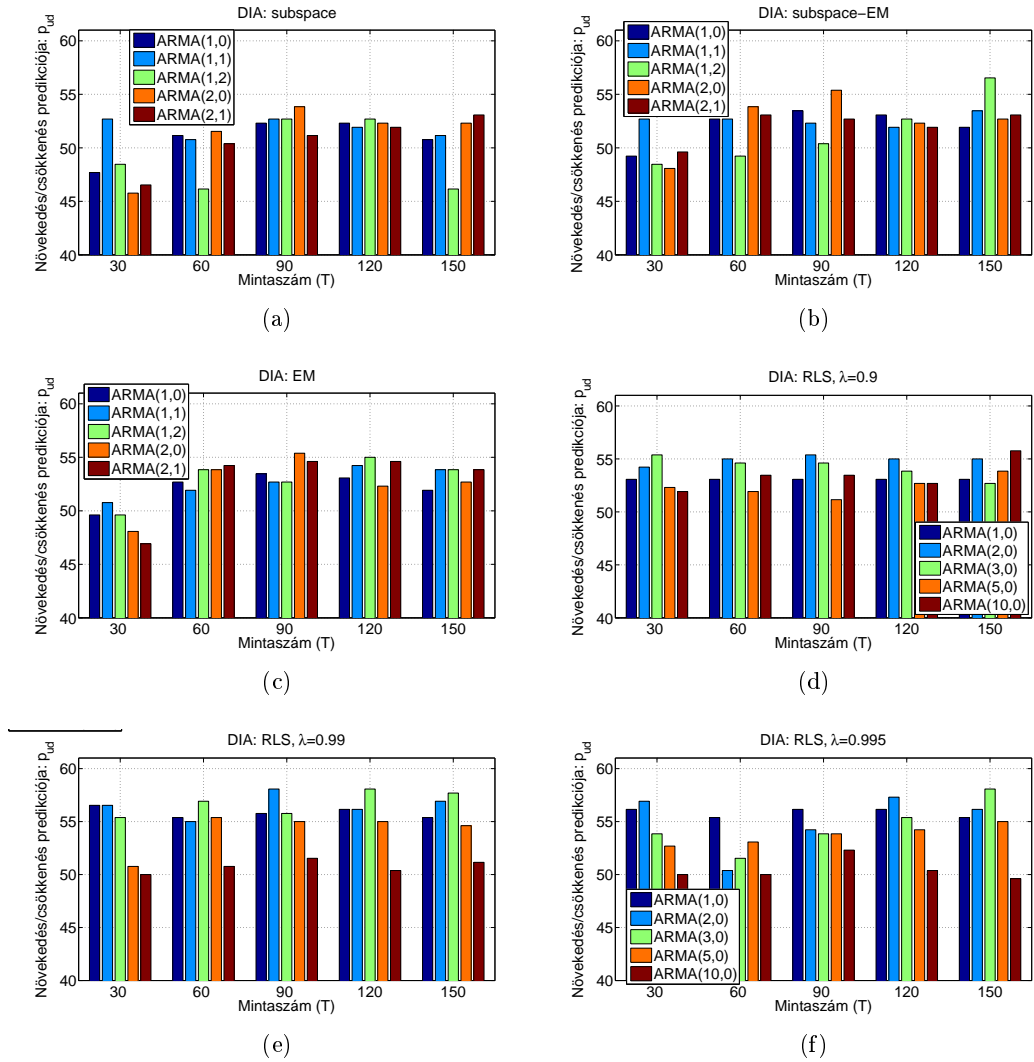 DIA: subspace
Növekedés/csökkenés predikciója: p_ud
60
55
50
45
40
ARMA(1,0)
ARMA(1,1)
ARMA(1,2)
ARMA(2,0)
ARMA(2,1)
30 60 90 120 150
Mintaszám (T)
(a)
DIA: subspace−EM
Növekedés/csökkenés predikciója: p_ud
60
55
50
45
40
ARMA(1,0)
ARMA(1,1)
ARMA(1,2)
ARMA(2,0)
ARMA(2,1)
30 60 90 120 150
Mintaszám (T)
(b)
DIA: EM
Növekedés/csökkenés predikciója: p_ud
60
55
50
45
40
ARMA(1,0)
ARMA(1,1)
ARMA(1,2)
ARMA(2,0)
ARMA(2,1)
30 60 90 120 150
Mintaszám (T)
(c)
DIA: RLS, λ=0.9
Növekedés/csökkenés predikciója: p_ud
60
55
50
45
40
ARMA(1,0)
ARMA(2,0)
ARMA(3,0)
ARMA(5,0)
ARMA(10,0)
30 60 90 120 150
Mintaszám (T)
(d)
DIA: RLS, λ=0.99
Növekedés/csökkenés predikciója: p_ud
60
55
50
45
40
30 60 90 120 150
Mintaszám (T)
(e)
DIA: RLS, λ=0.995
Növekedés/csökkenés predikciója: p_ud
60
55
50
45
40
ARMA(1,0)
ARMA(2,0)
ARMA(3,0)
ARMA(5,0)
ARMA(10,0)
30 60 90 120 150
Mintaszám (T)
(f)